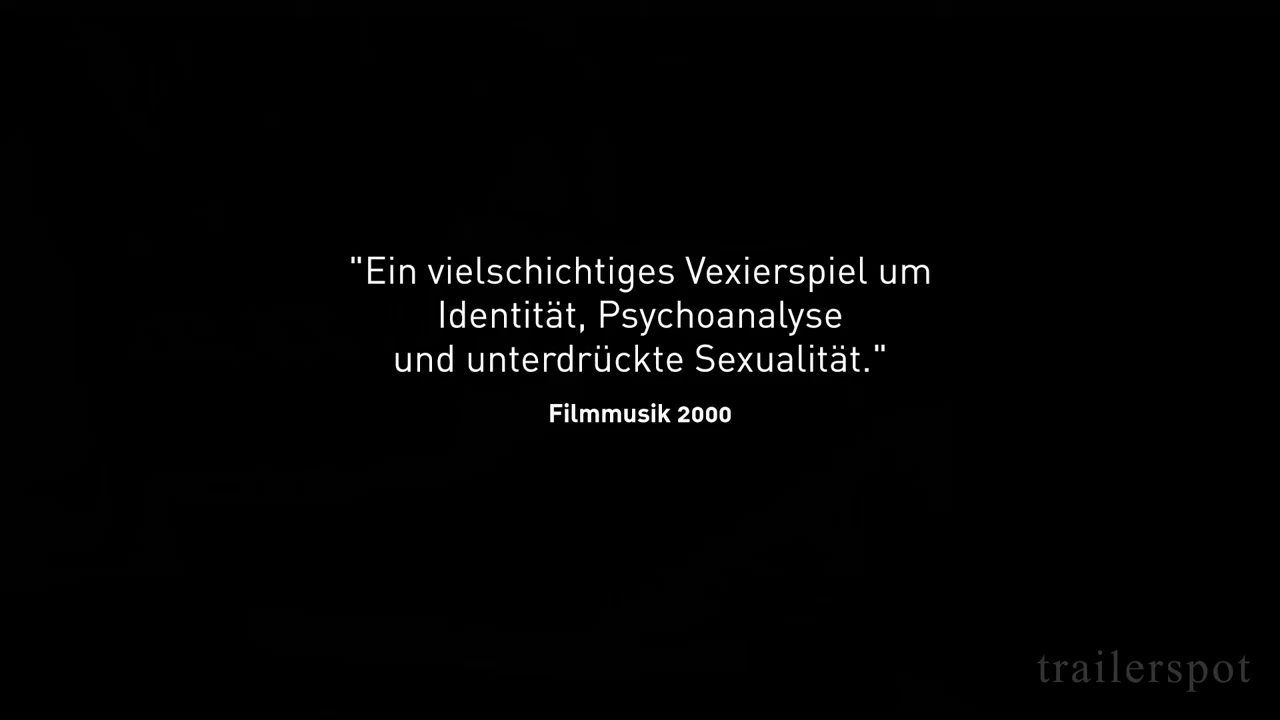 "Ein vielschichtiges Vexierspiel um
Identität, Psychoanalyse
und unterdrückte Sexualität."
Filmmusik 2000
trailerspot